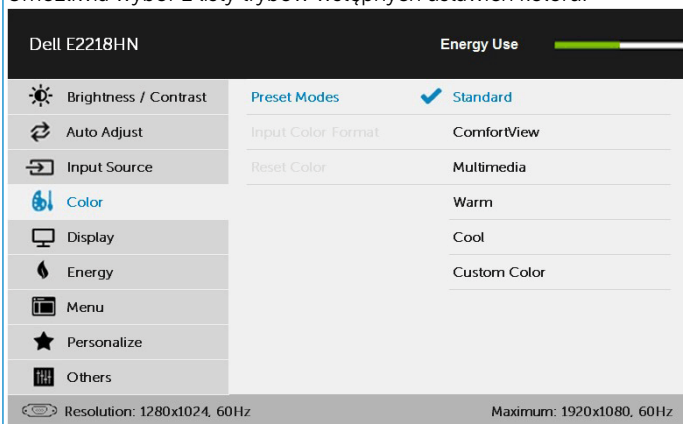 Umożliwia wybór z listy trybów wstępnych ustawień koloru.
Dell E2218HN Energy Use
Brightness / Contrast Preset Modes Standard
Auto Adjust Input Color Format ComfortView
Input Source Reset Color Multimedia
Color Warm
Display Cool
Energy Custom Color
Menu
Personalize
Others
Resolution: 1280x1024, 60Hz Maximum: 1920x1080, 60Hz